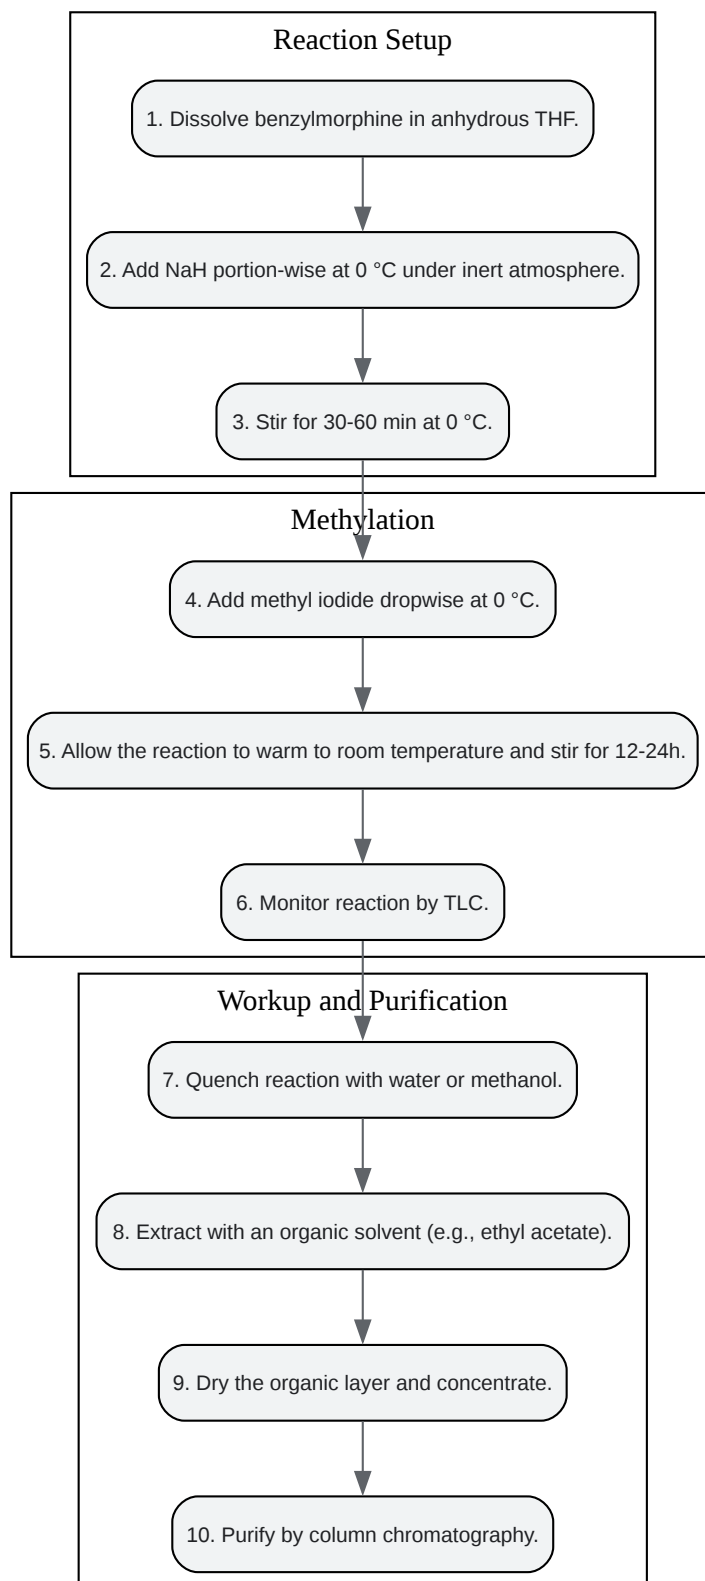 Reaction Setup
1. Dissolve benzylmorphine in anhydrous THF.
2. Add NaH portion-wise at 0 °C under inert atmosphere.
3. Stir for 30-60 min at 0 °C.
Methylation
4. Add methyl iodide dropwise at 0 °C.
5. Allow the reaction to warm to room temperature and stir for 12-24h.
6. Monitor reaction by TLC.
Workup and Purification
7. Quench reaction with water or methanol.
8. Extract with an organic solvent (e.g., ethyl acetate).
9. Dry the organic layer and concentrate.
10. Purify by column chromatography.